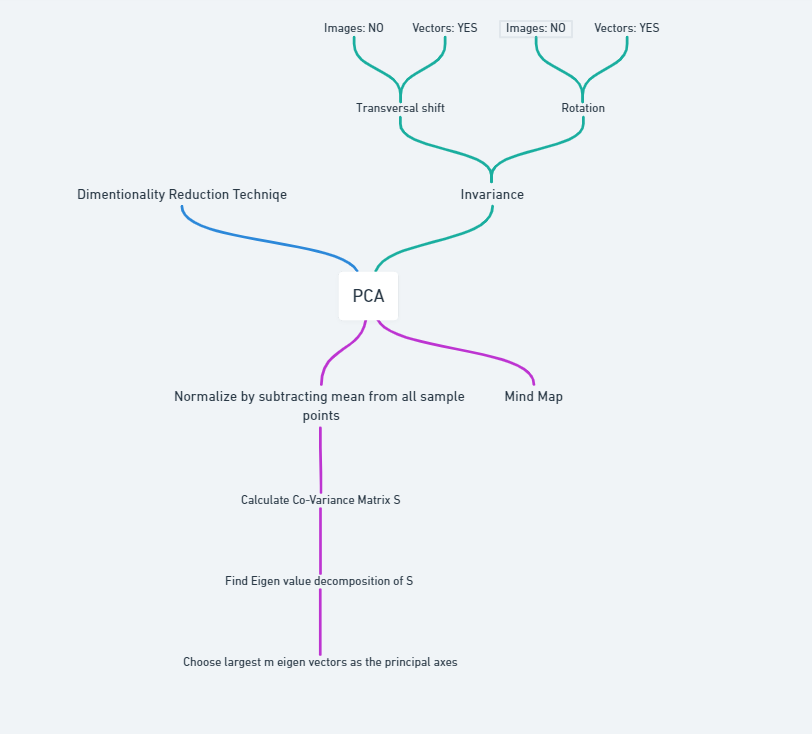 Images: NO
Vectors: YES
Images: NO
Vectors: YES
Transversal shift
Rotation
Dimentionality Reduction Techniqe
Invariance
PCA
Normalize by subtracting mean from all sample
points
Mind Map
Calculate Co-Variance Matrix S
Find Eigen value decomposition of S
Choose largest m eigen vectors as the principal axes